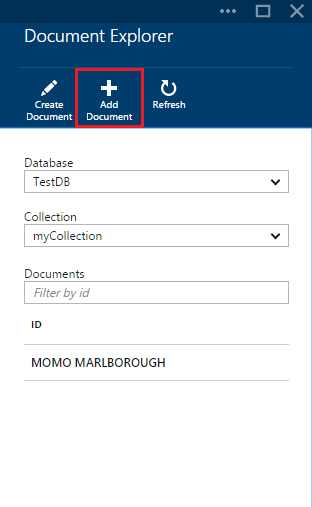 Document Explorer
Create Document
Add Document
Refresh
Database
TestDB
Collection
myCollection
Documents
Filter by id
ID
MOMO MARLBOROUGH